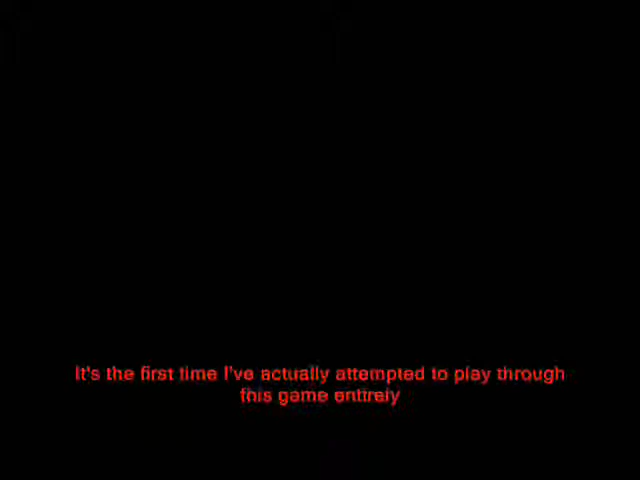 It's the first time I've actually attempted to play through
this game entirely